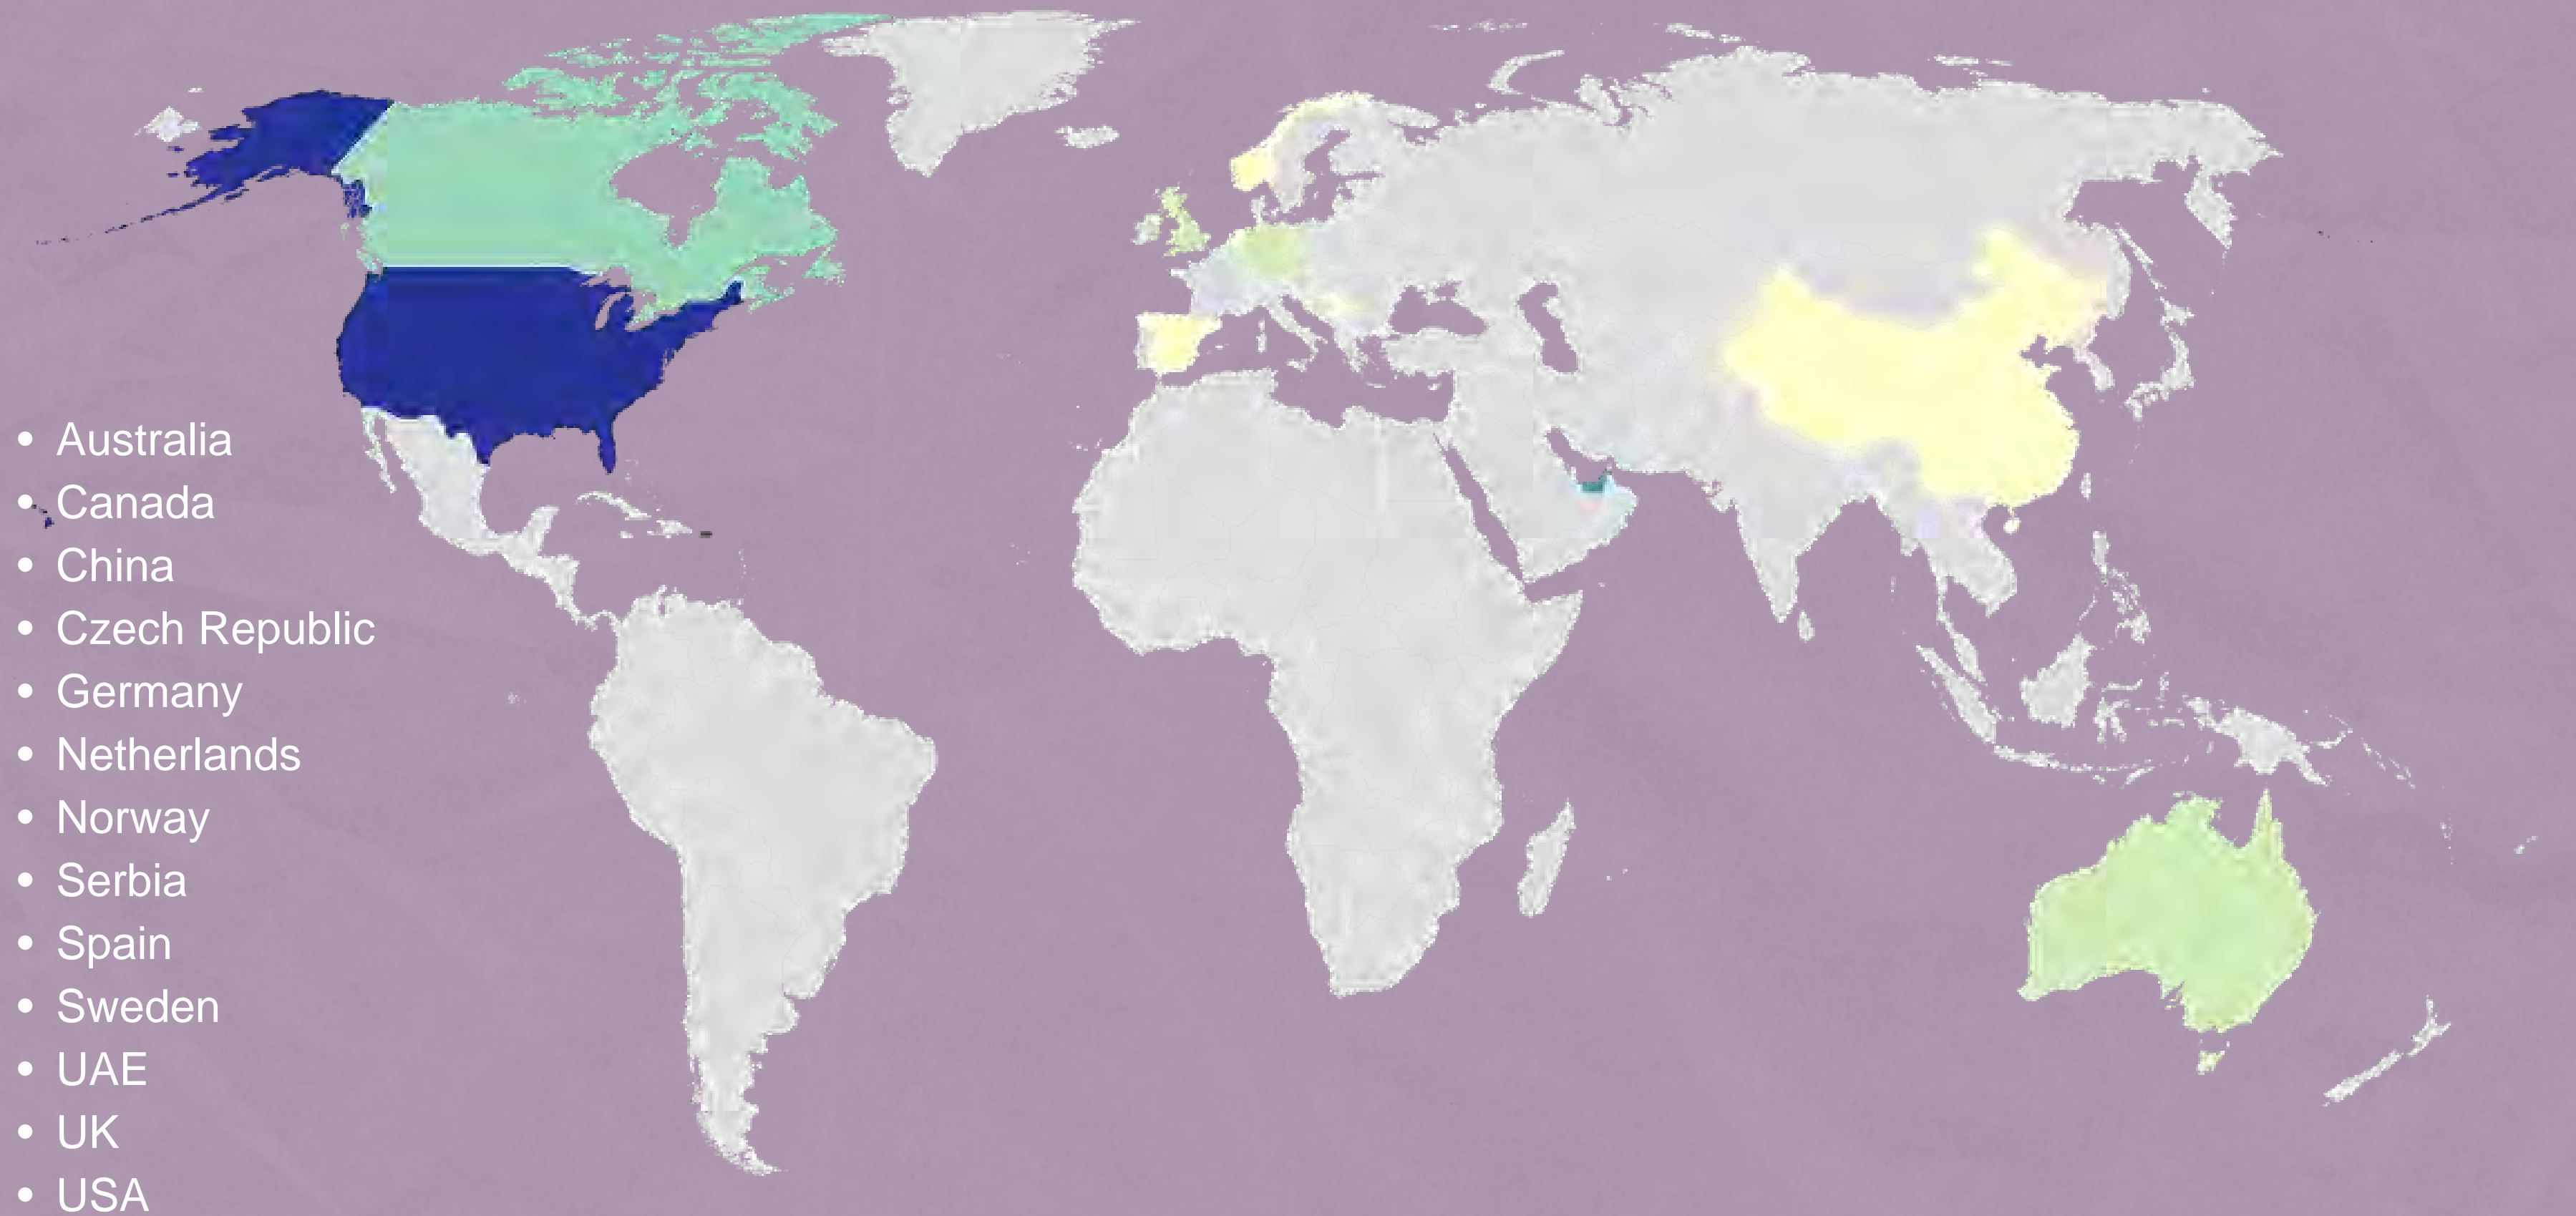 • Australia
• Canada
• China
• Czech Republic
• Germany
• Netherlands
• Norway
• Serbia
• Spain
• Sweden
• UAE
• UK
• USA